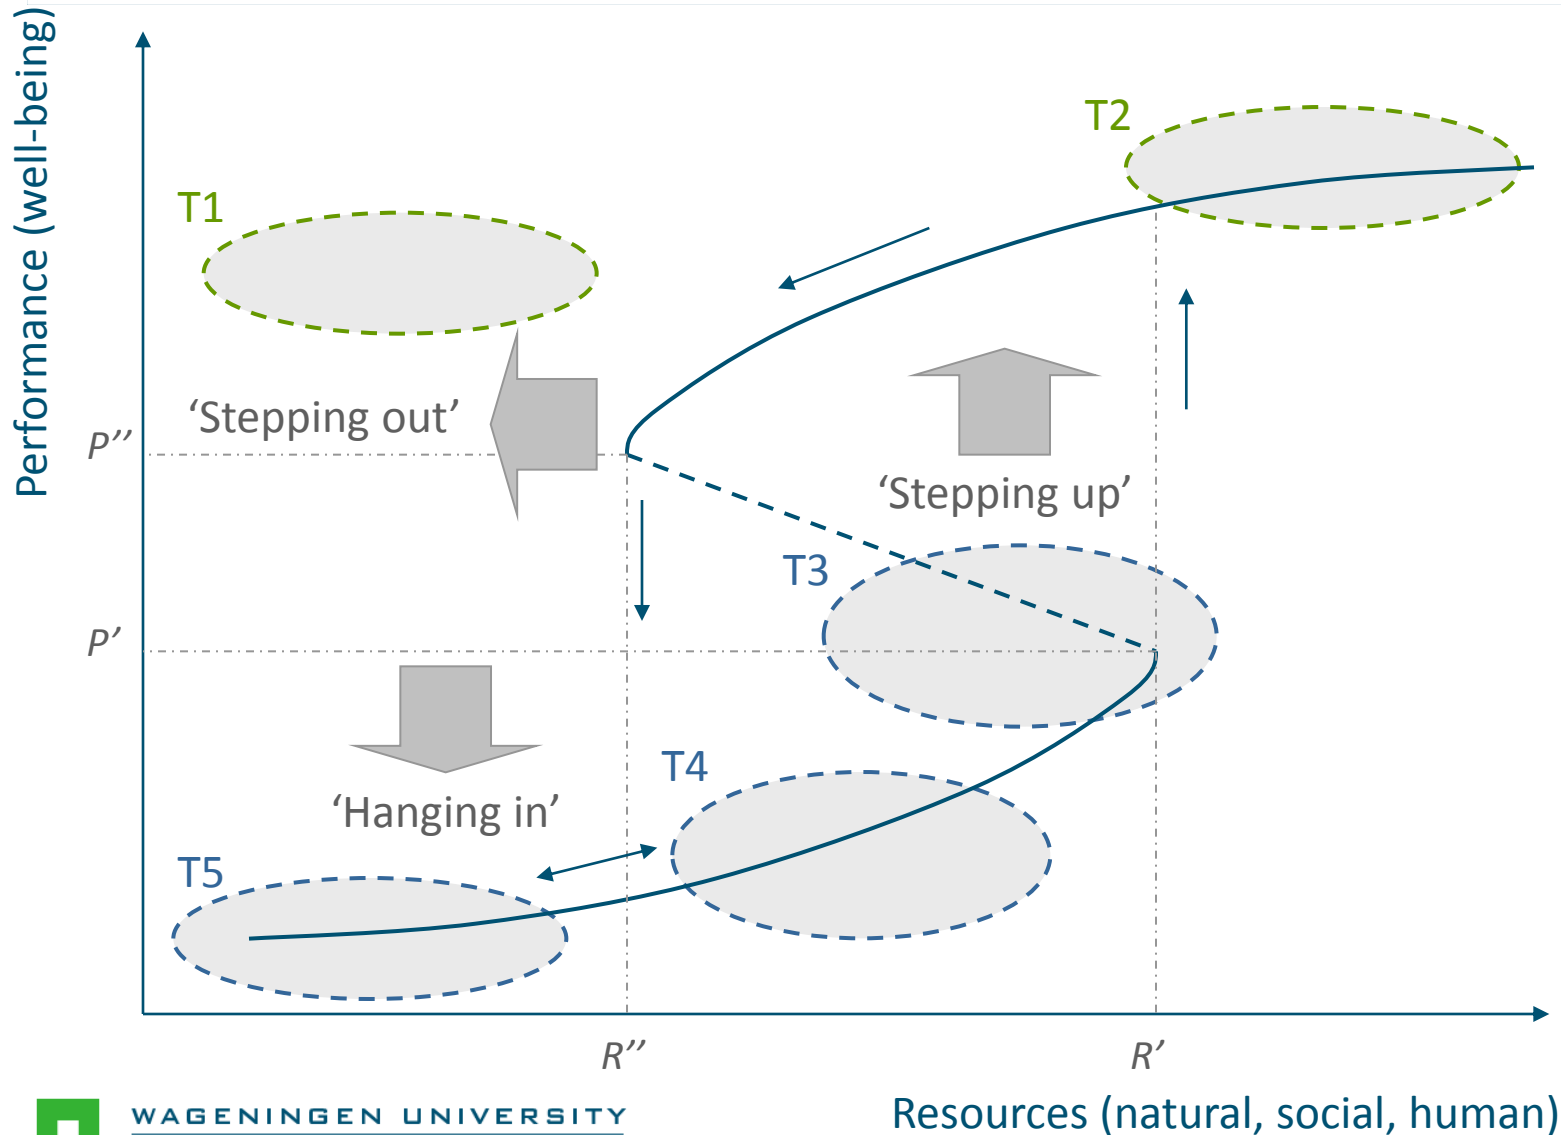 Performance (well-being)
T2
T1
‘Stepping out’
P’’
‘Stepping up’
T3
P’
T4
‘Hanging in’
T5
R’’
R’
Resources (natural, social, human)
WAGENINGEN UNIVERSITY